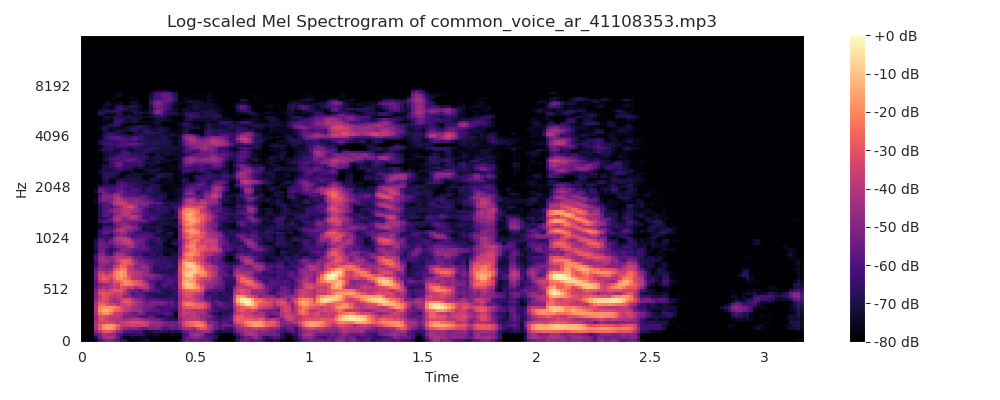 Log-scaled Mel Spectrogram of common_voice_ar_41108353.mp3
+0 dB
-10 dB
-20 dB
-30 dB
-40 dB
-50 dB
-60 dB
-70 dB
-80 dB
8192
4096
2048
1024
512
0
Hz
0 0.5 1 1.5 2 2.5 3
Time